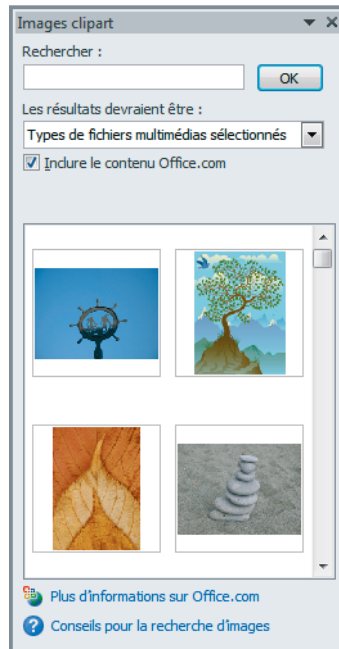 Images clipart
Rechercher :
OK
Les résultats devraient être :
Types de fichiers multimédias sélectionnés
Inclure le contenu Office.com
Plus d'informations sur Office.com
Conseils pour la recherche d'images